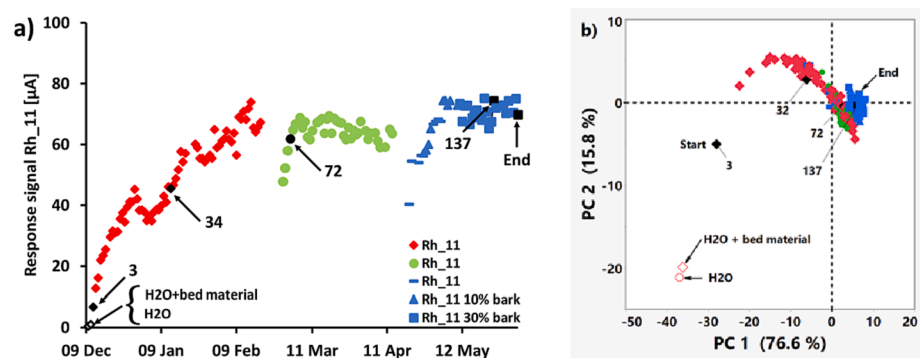 a)
Response signal Rh_11 [µA]
100
80
60
40
20
0
09 Dec
09 Jan
09 Feb
11 Mar
11 Apr
12 May
3
34
72
137
End
H2O+bed material
H2O
Rh_11
Rh_11
Rh_11
Rh_11 10% bark
Rh_11 30% bark
b)
PC 2 (15.8 %)
10
0
-10
-20
-50
-40
-30
-20
-10
0
10
20
PC 1 (76.6 %)
Start
3
32
72
137
End
H2O + bed material
H2O